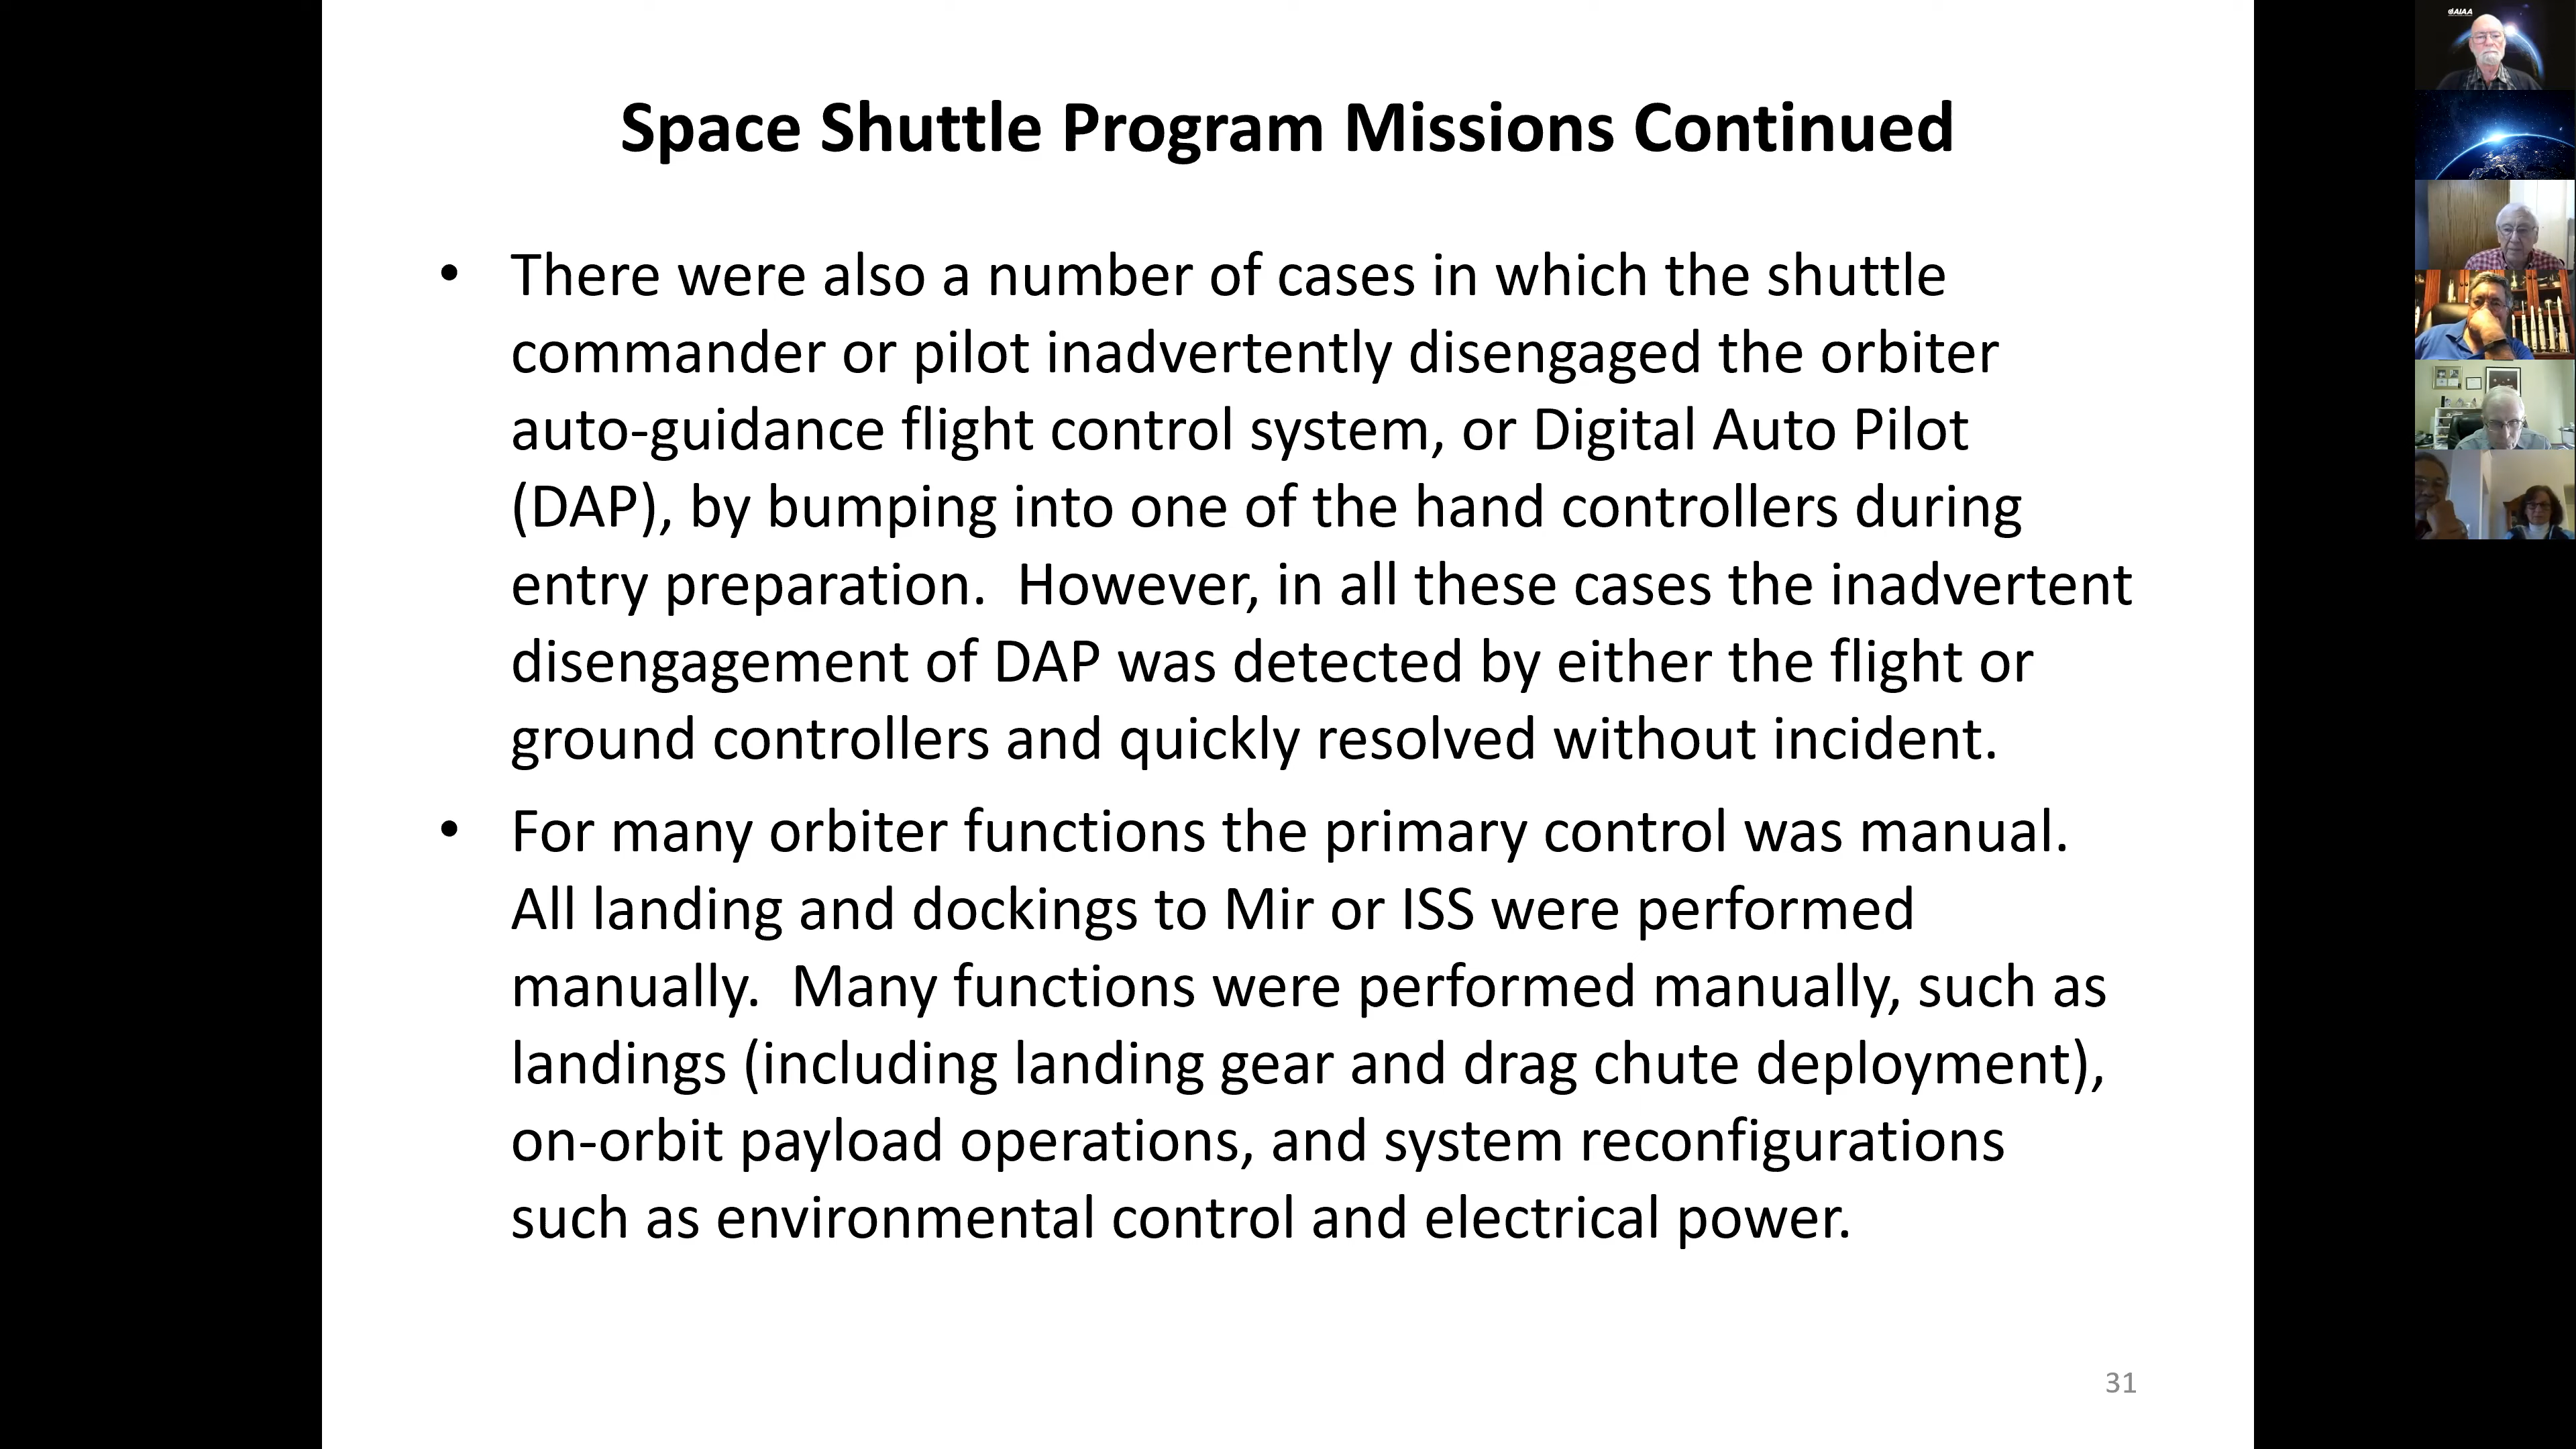 Space Shuttle Program Missions Continued
• There were also a number of cases in which the shuttle
commander or pilot inadvertently disengaged the orbiter
auto-guidance flight control system, or Digital Auto Pilot
(DAP), by bumping into one of the hand controllers during
entry preparation.  However, in all these cases the inadvertent
disengagement of DAP was detected by either the flight or
ground controllers and quickly resolved without incident.
• For many orbiter functions the primary control was manual.
All landing and dockings to Mir or ISS were performed
manually.  Many functions were performed manually, such as
landings (including landing gear and drag chute deployment),
on-orbit payload operations, and system reconfigurations
such as environmental control and electrical power.
31
AIAA